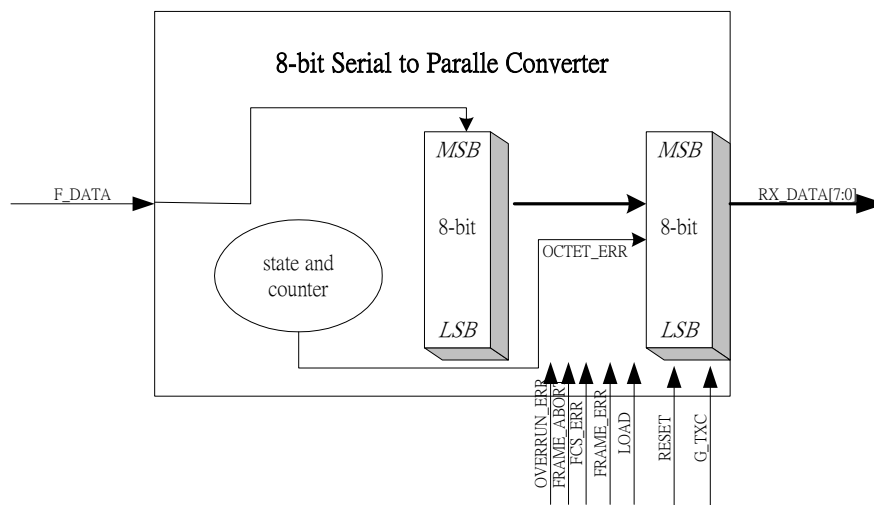 8-bit Serial to Paralle Converter
MSB
MSB
F_DATA
RX_DATA[7:0]
8-bit
8-bit
OCTET_ERR
state and
counter
LSB
LSB
OVERRUN_ERR
FRAME_ABORT
FCS_ERR
FRAME_ERR
LOAD
RESET
G_TXC